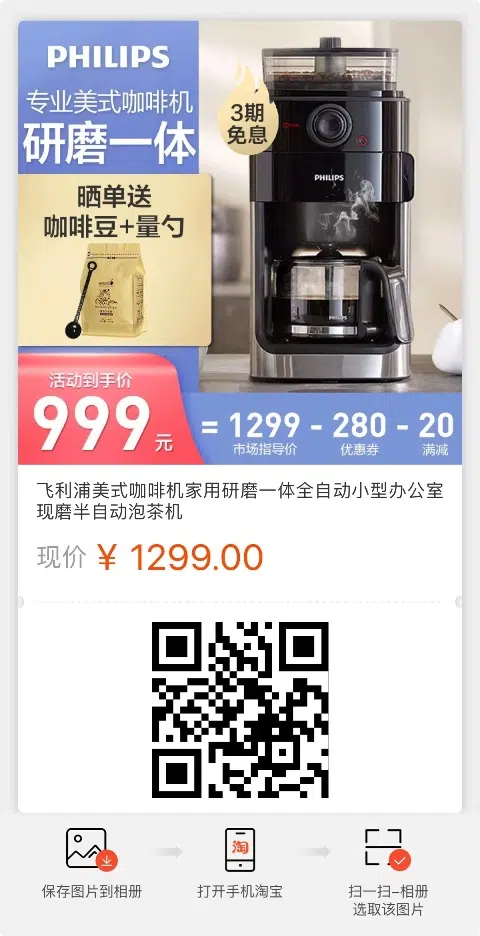 PHILIPS
专业美式咖啡机
研磨一体
3期
免息
晒单送
咖啡豆+量勺
PHILIPS
PHILIPS
活动到手价
999元
= 1299 - 280 - 20
市场指导价 优惠券 满减
飞利浦美式咖啡机家用研磨一体全自动小型办公室
现磨半自动泡茶机
现价 ¥ 1299.00
淘
保存图片到相册
打开手机淘宝
扫一扫-相册
选取该图片